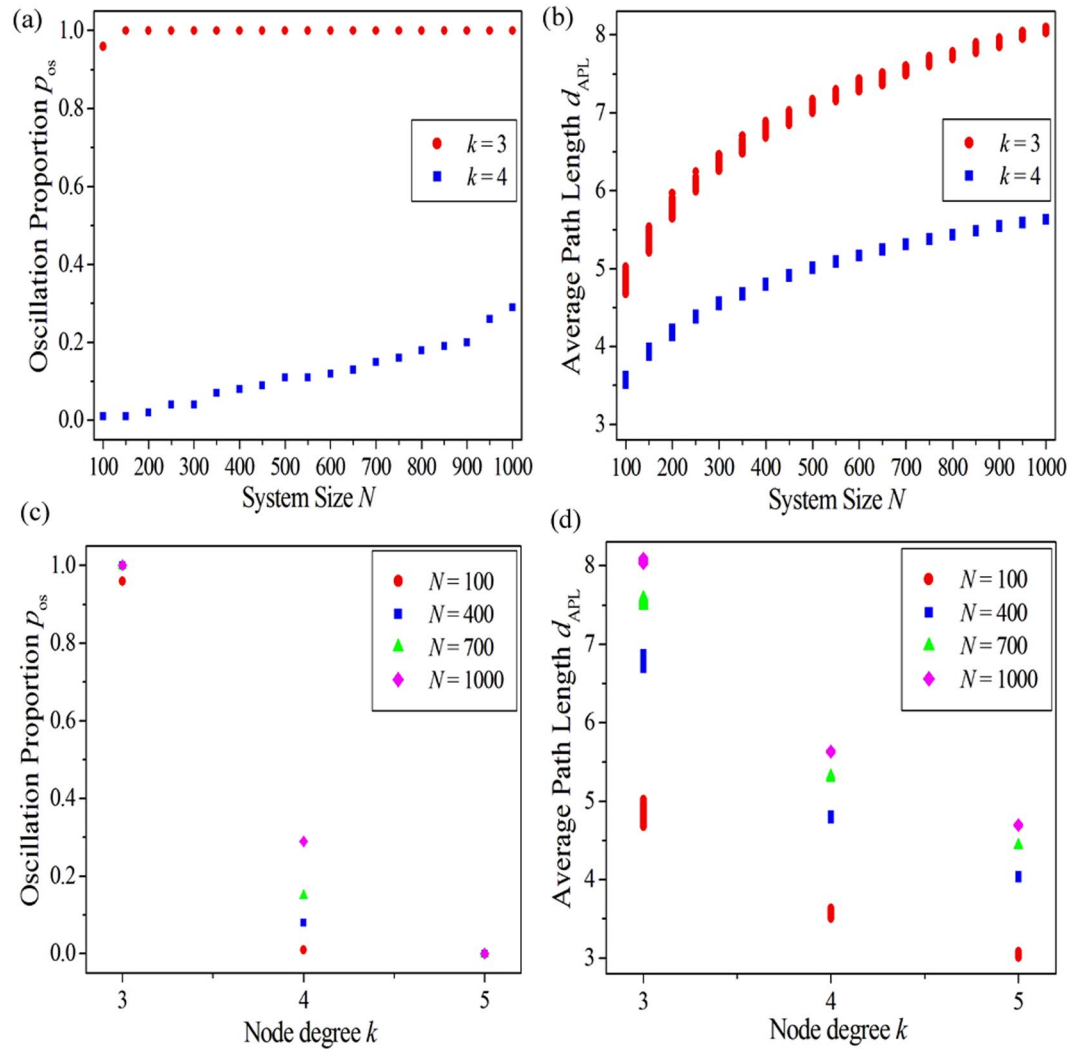 (a)
Oscillation Proportion pos
1.0
0.8
0.6
0.4
0.2
0.0
k = 3
k = 4
100 200 300 400 500 600 700 800 900 1000
System Size N
(b)
Average Path Length dAPL
8
7
6
5
4
3
k = 3
k = 4
100 200 300 400 500 600 700 800 900 1000
System Size N
(c)
Oscillation Proportion pos
1.0
0.8
0.6
0.4
0.2
0.0
N = 100
N = 400
N = 700
N = 1000
3 4 5
Node degree k
(d)
Average Path Length dAPL
8
7
6
5
4
3
N = 100
N = 400
N = 700
N = 1000
3 4 5
Node degree k